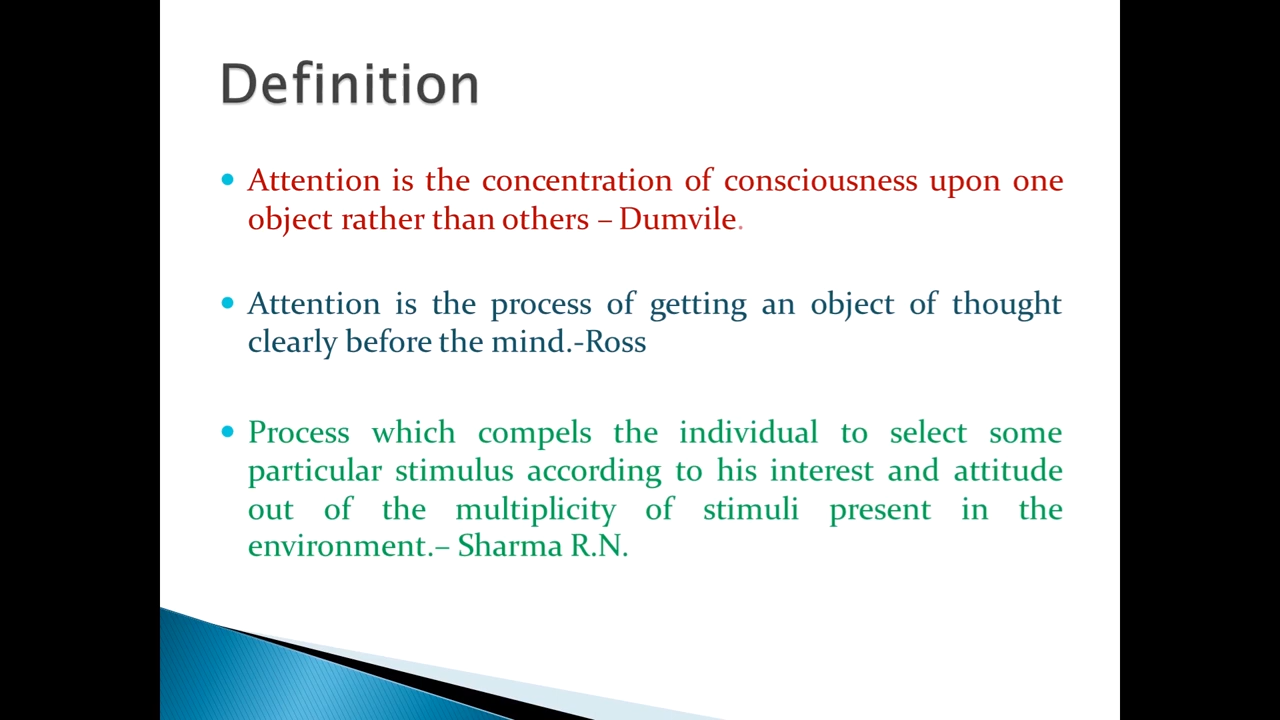 Definition
• Attention is the concentration of consciousness upon one
object rather than others – Dumvile.
• Attention is the process of getting an object of thought
clearly before the mind.-Ross
• Process which compels the individual to select some
particular stimulus according to his interest and attitude
out of the multiplicity of stimuli present in the
environment.– Sharma R.N.